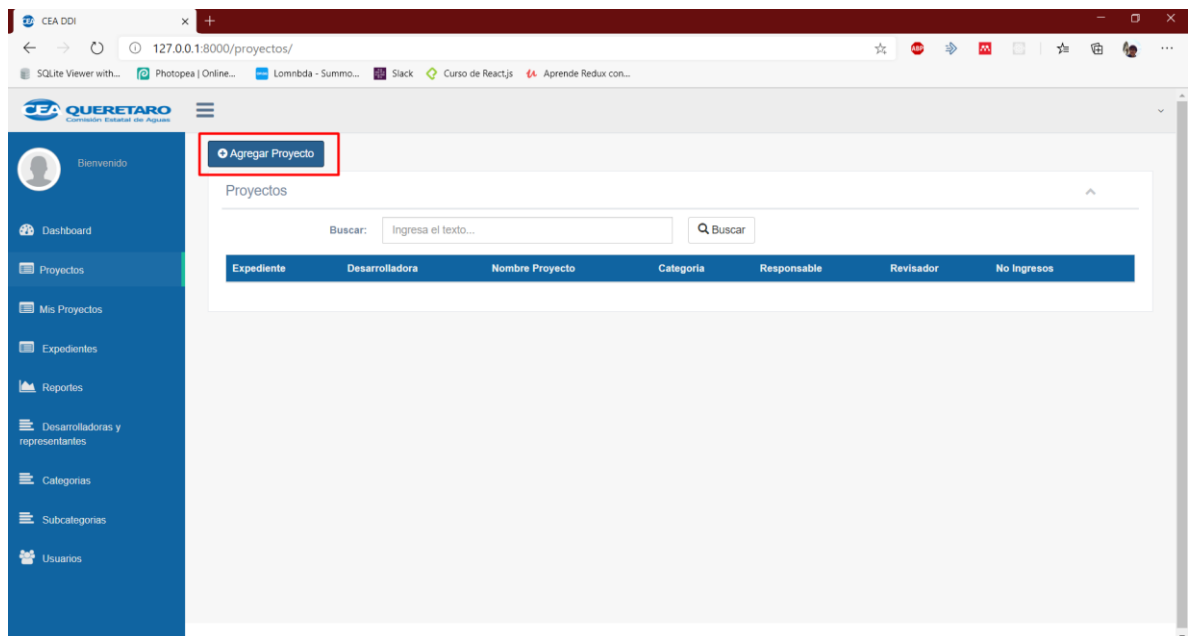 CEA DDI
127.0.0.1:8000/proyectos/
ABP
SQLite Viewer with...
Photopea | Online...
Lomnbda - Summo...
Slack
Curso de React.js
Aprende Redux con...
CEA QUERETARO
Comisión Estatal de Aguas
Bienvenido
Dashboard
Proyectos
Mis Proyectos
Expedientes
Reportes
Desarrolladoras y
representantes
Categorias
Subcategorias
Usuarios
Agregar Proyecto
Proyectos
Buscar: Ingresa el texto... Buscar
Expediente Desarrolladora Nombre Proyecto Categoria Responsable Revisador No Ingresos